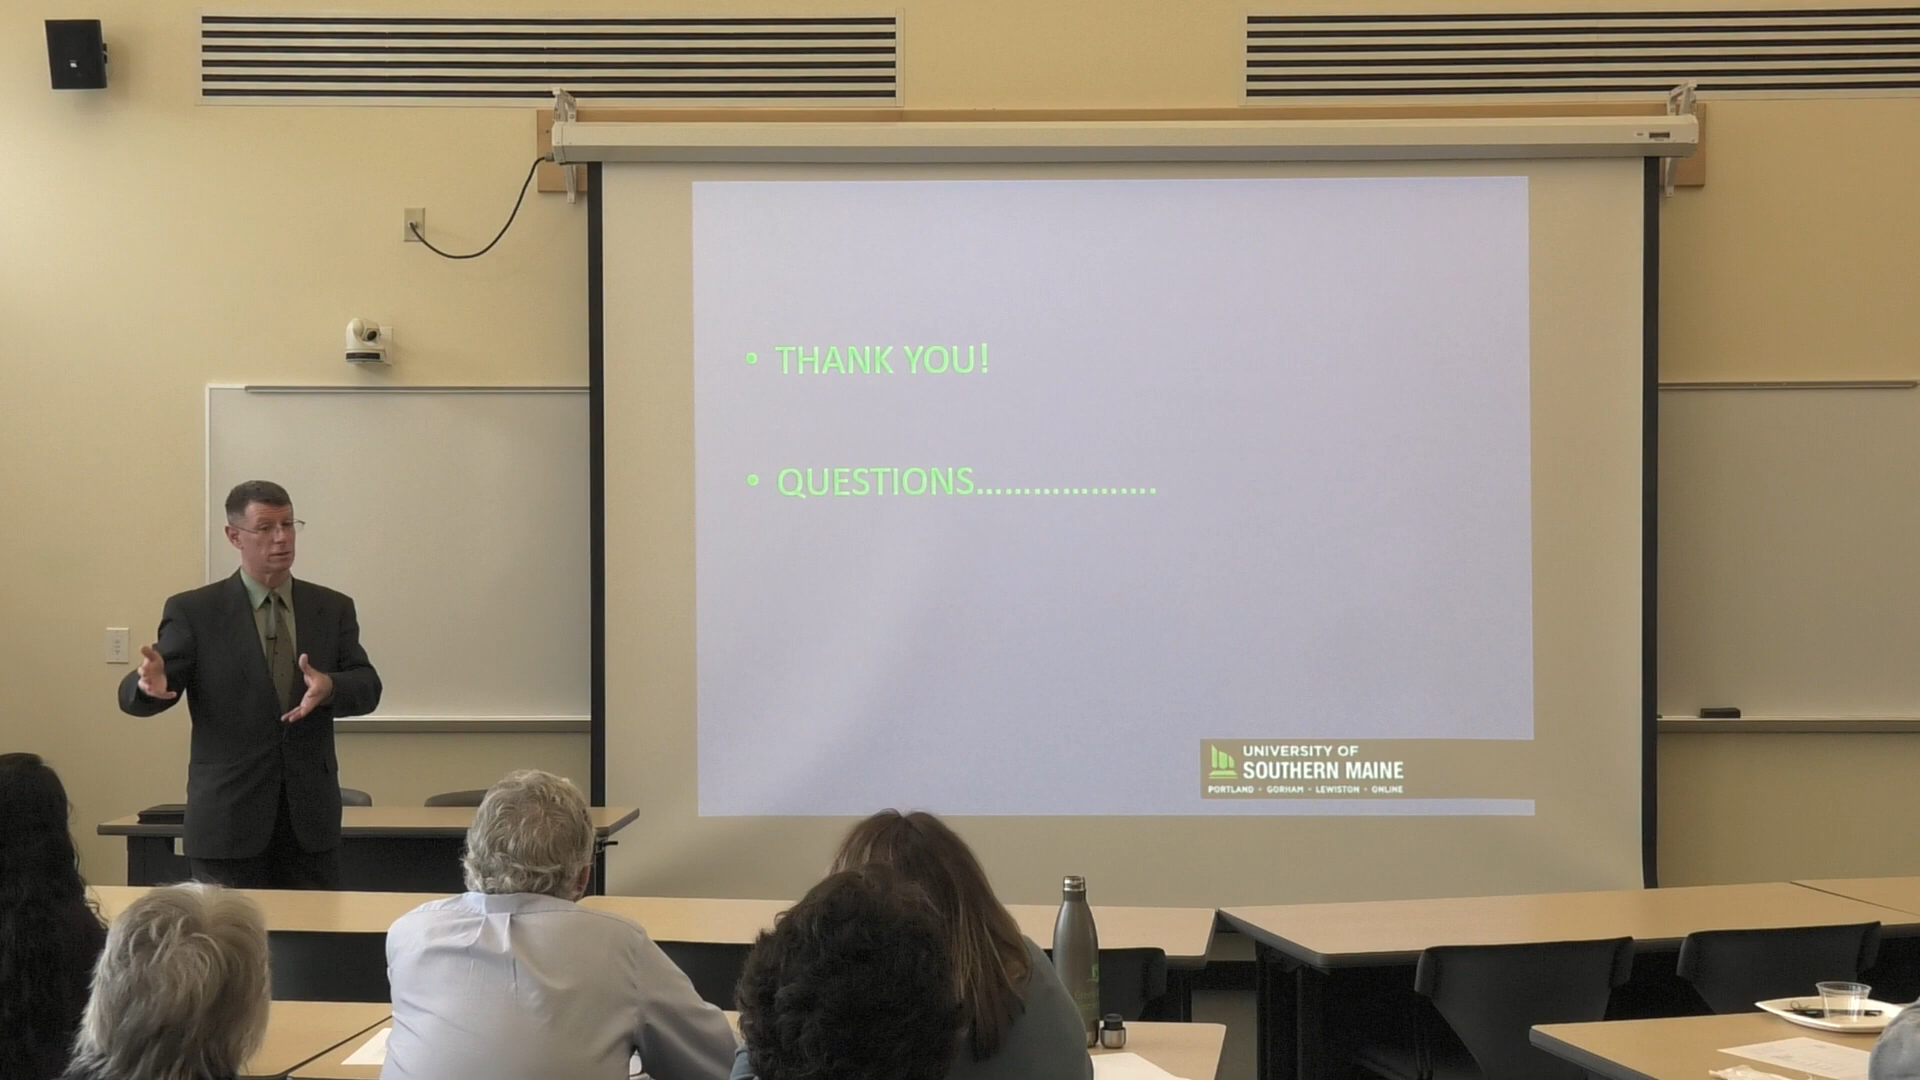 • THANK YOU!
• QUESTIONS...................
UNIVERSITY OF
SOUTHERN MAINE
PORTLAND • GORHAM • LEWISTON • ONLINE